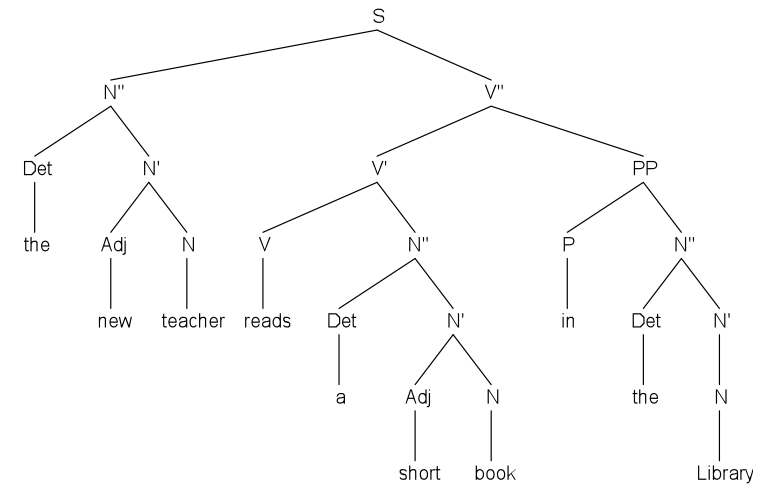 S
N" V"
Det N' V' PP
the Adj N V N" P N"
new teacher reads Det N' in Det N'
a Adj N the N
short book Library